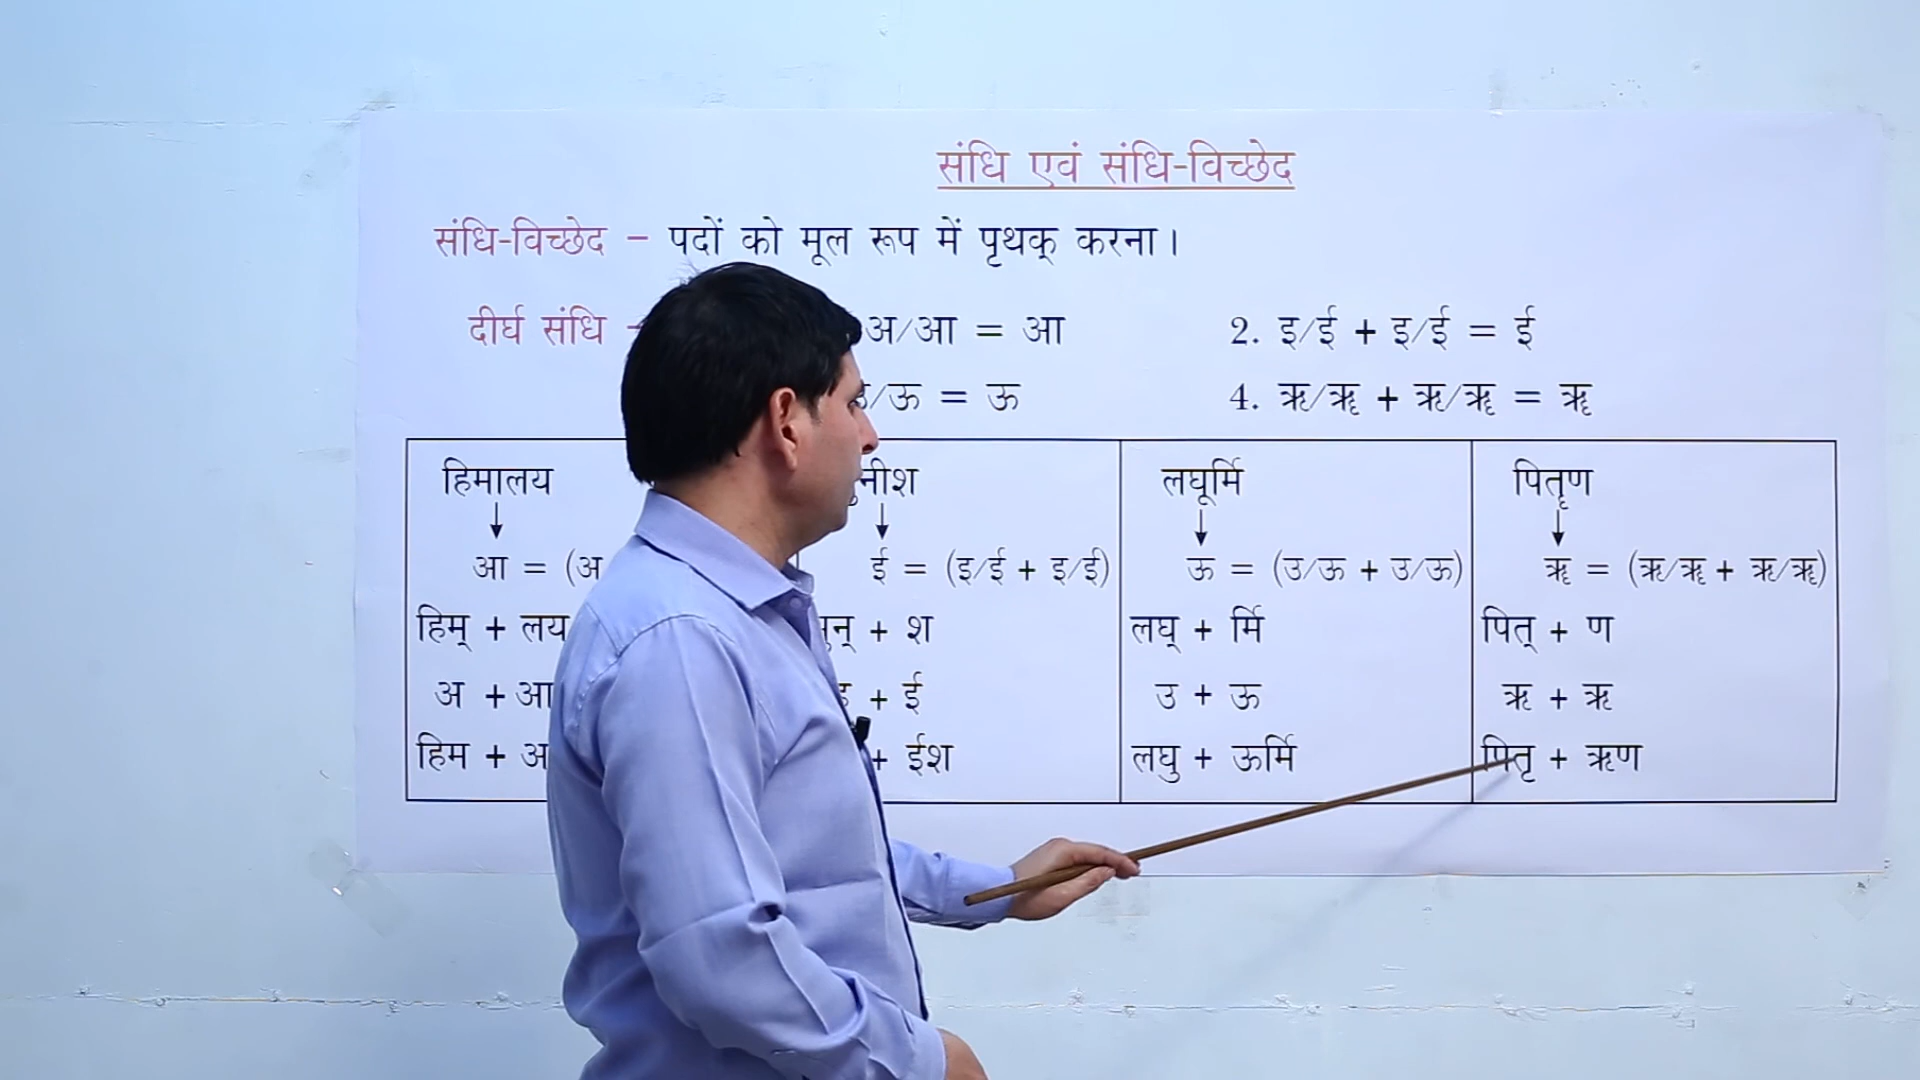 संधि एवं संधि-विच्छेद
संधि-विच्छेद – पदों को मूल रूप में पृथक् करना।
दीर्घ संधि – अ/आ = आ 2. इ/ई + इ/ई = ई
/ऊ = ऊ 4. ऋ/ॠ + ऋ/ॠ = ॠ
हिमालय नीश लघूर्मि पितॄण
↓ ↓ ↓ ↓
आ = (अ ई = (इ/ई + इ/ई) ऊ = (उ/ऊ + उ/ऊ) ॠ = (ऋ/ॠ + ऋ/ॠ)
हिम् + लय न् + श लघ् + र्मि पित् + ण
अ + आ + ई उ + ऊ ऋ + ऋ
हिम + अ + ईश लघु + ऊर्मि पितृ + ऋण